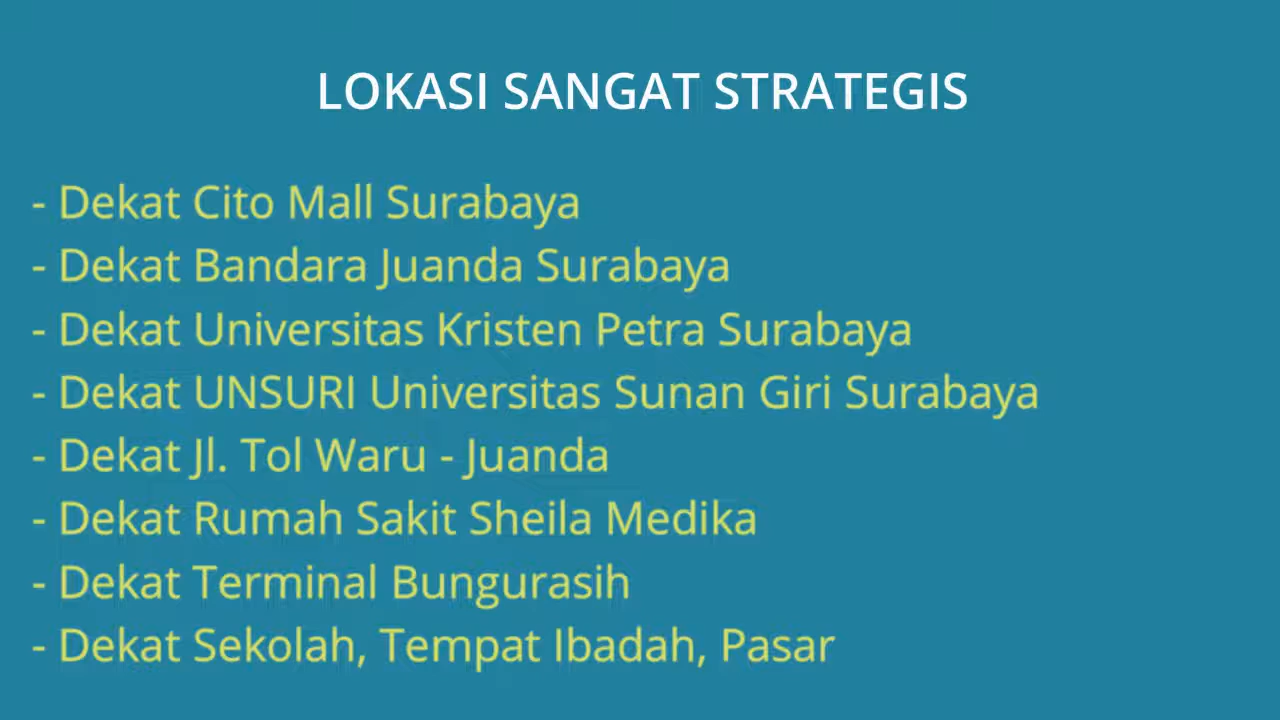 LOKASI SANGAT STRATEGIS
- Dekat Cito Mall Surabaya
- Dekat Bandara Juanda Surabaya
- Dekat Universitas Kristen Petra Surabaya
- Dekat UNSURI Universitas Sunan Giri Surabaya
- Dekat Jl. Tol Waru - Juanda
- Dekat Rumah Sakit Sheila Medika
- Dekat Terminal Bungurasih
- Dekat Sekolah, Tempat Ibadah, Pasar